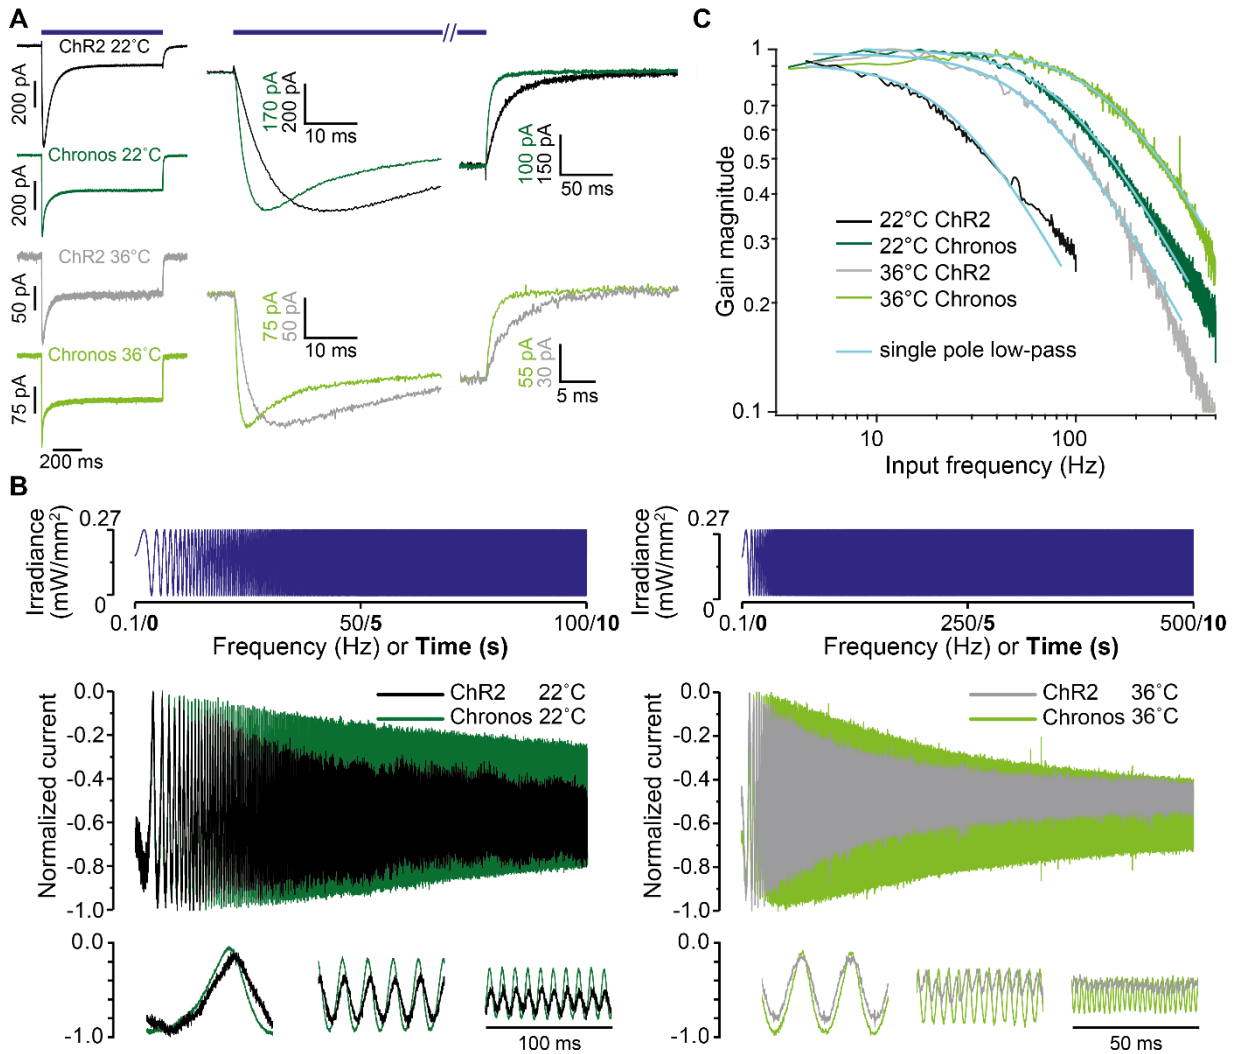 A
ChR2 22˚C
200 pA
Chronos 22˚C
200 pA
ChR2 36°C
50 pA
Chronos 36˚C
75 pA
200 ms
//
170 pA
200 pA
10 ms
100 pA
150 pA
50 ms
75 pA
50 pA
10 ms
55 pA
30 pA
5 ms
C
Gain magnitude
1
0.7
0.6
0.5
0.4
0.3
0.2
0.1
22°C ChR2
22°C Chronos
36°C ChR2
36°C Chronos
single pole low-pass
10
100
Input frequency (Hz)
B
Irradiance
(mW/mm²)
0.27
0
0.1/0
50/5
100/10
Frequency (Hz) or Time (s)
Irradiance
(mW/mm²)
0.27
0
0.1/0
250/5
500/10
Frequency (Hz) or Time (s)
Normalized current
0.0
-0.2
-0.4
-0.6
-0.8
-1.0
ChR2 22˚C
Chronos 22˚C
0.0
-1.0
100 ms
Normalized current
0.0
-0.2
-0.4
-0.6
-0.8
-1.0
ChR2 36˚C
Chronos 36˚C
0.0
-1.0
50 ms